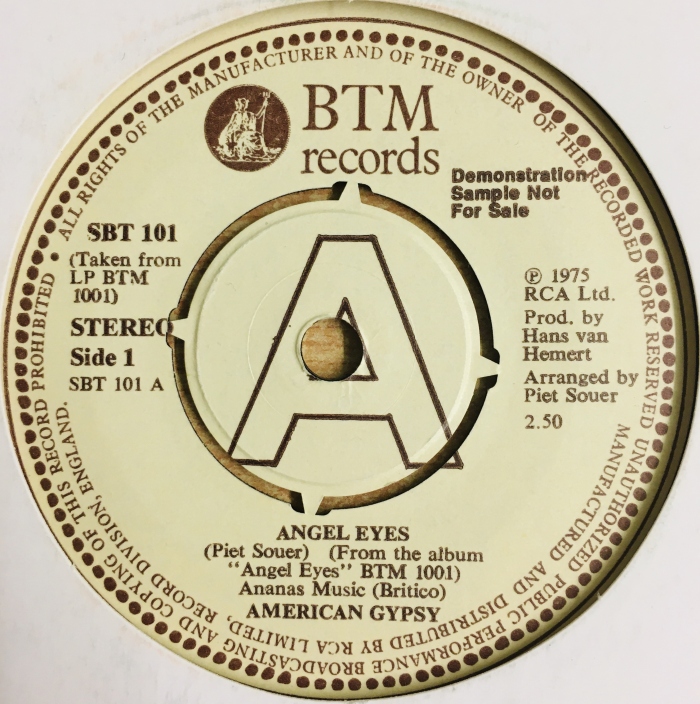 ALL RIGHTS OF THE MANUFACTURER AND OF THE OWNER OF THE RECORDED WORK RESERVED UNAUTHORIZED PUBLIC PERFORMANCE BROADCASTING AND COPYING OF THIS RECORD PROHIBITED •
MANUFACTURED AND DISTRIBUTED BY RCA LIMITED, RECORD DIVISION, ENGLAND.
BTM
records
Demonstration
Sample Not
For Sale
SBT 101
(Taken from
LP BTM
1001)
STEREO
Side 1
SBT 101 A
A
℗ 1975
RCA Ltd.
Prod. by
Hans van
Hemert
Arranged by
Piet Souer
2.50
ANGEL EYES
(Piet Souer) (From the album
“Angel Eyes” BTM 1001)
Ananas Music (Britico)
AMERICAN GYPSY